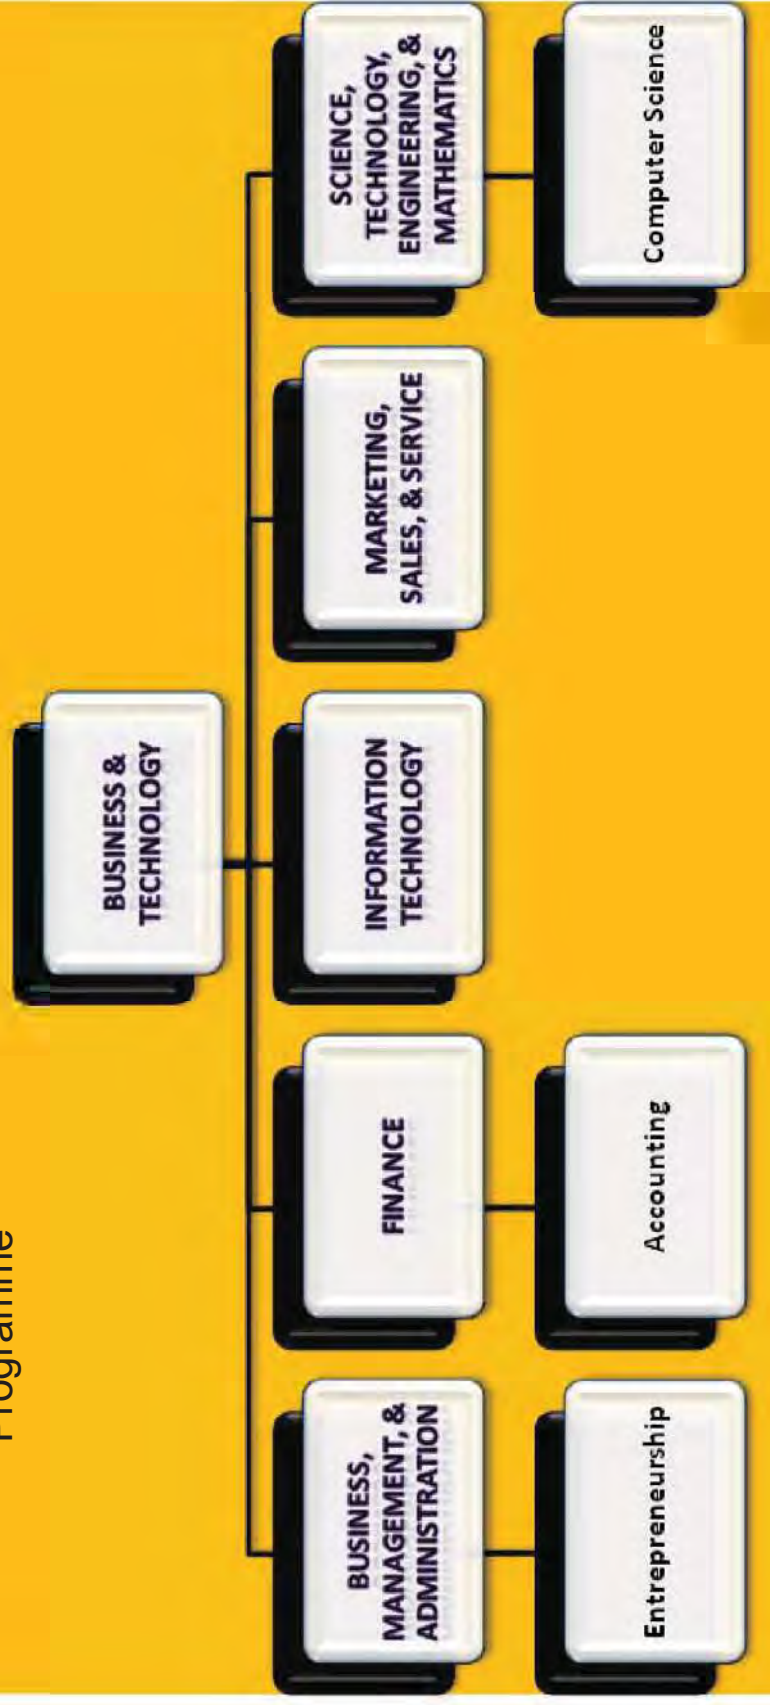 Programme
BUSINESS &
TECHNOLOGY
BUSINESS,
MANAGEMENT, &
ADMINISTRATION
FINANCE
INFORMATION
TECHNOLOGY
MARKETING,
SALES, & SERVICE
SCIENCE,
TECHNOLOGY,
ENGINEERING, &
MATHEMATICS
Entrepreneurship
Accounting
Computer Science